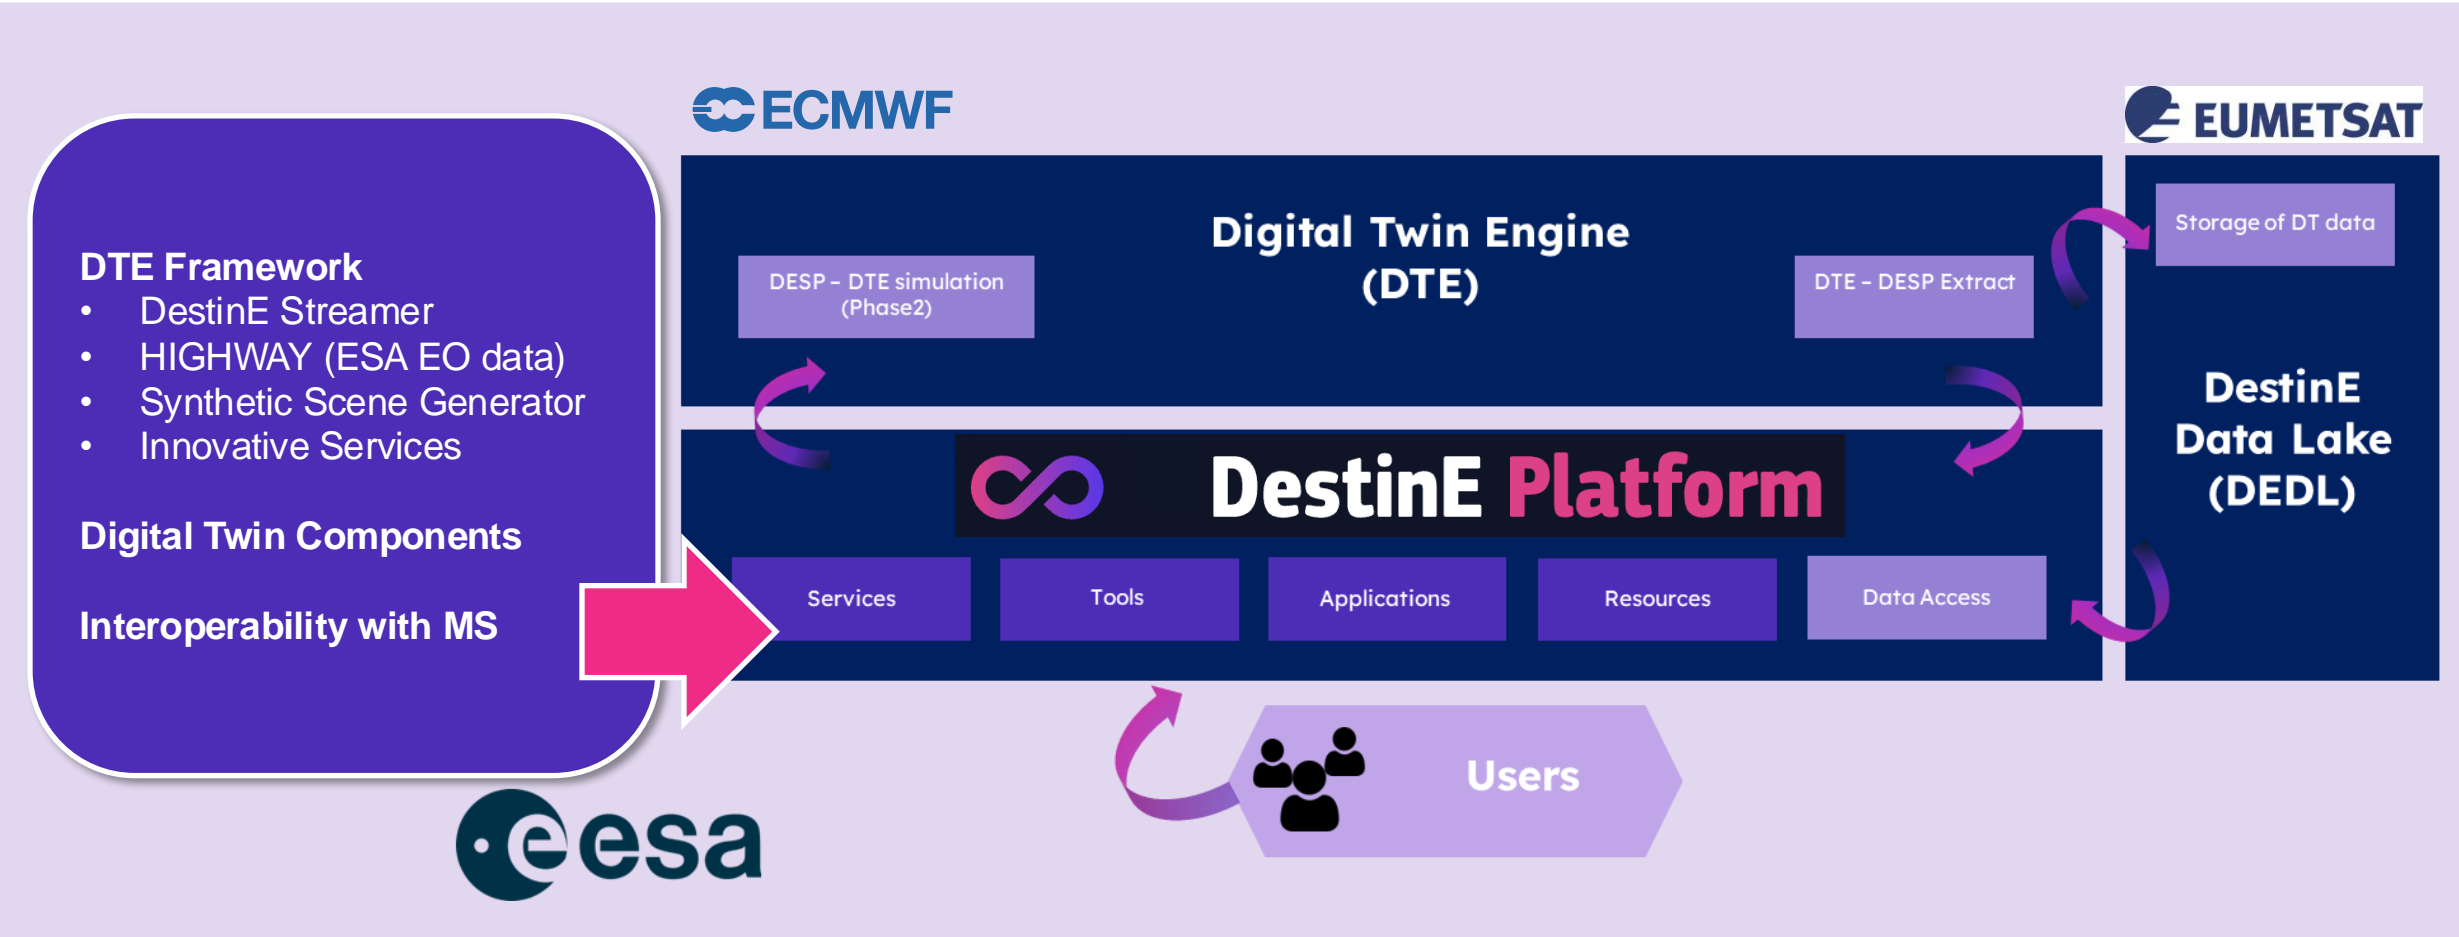 ECMWF
EUMETSAT
DTE Framework
• DestinE Streamer
• HIGHWAY (ESA EO data)
• Synthetic Scene Generator
• Innovative Services
Digital Twin Components
Interoperability with MS
Digital Twin Engine
(DTE)
DESP – DTE simulation
(Phase2)
DTE – DESP Extract
Storage of DT data
DestinE
Data Lake
(DEDL)
DestinE Platform
Services
Tools
Applications
Resources
Data Access
Users
esa